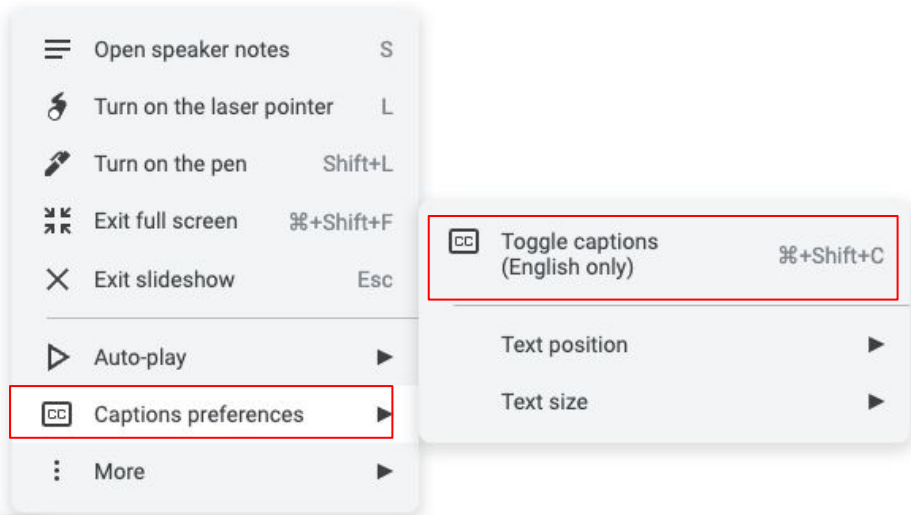 Open speaker notes S
Turn on the laser pointer L
Turn on the pen Shift+L
Exit full screen ⌘+Shift+F
Exit slideshow Esc
Auto-play
CC Captions preferences
More
CC Toggle captions
(English only) ⌘+Shift+C
Text position
Text size